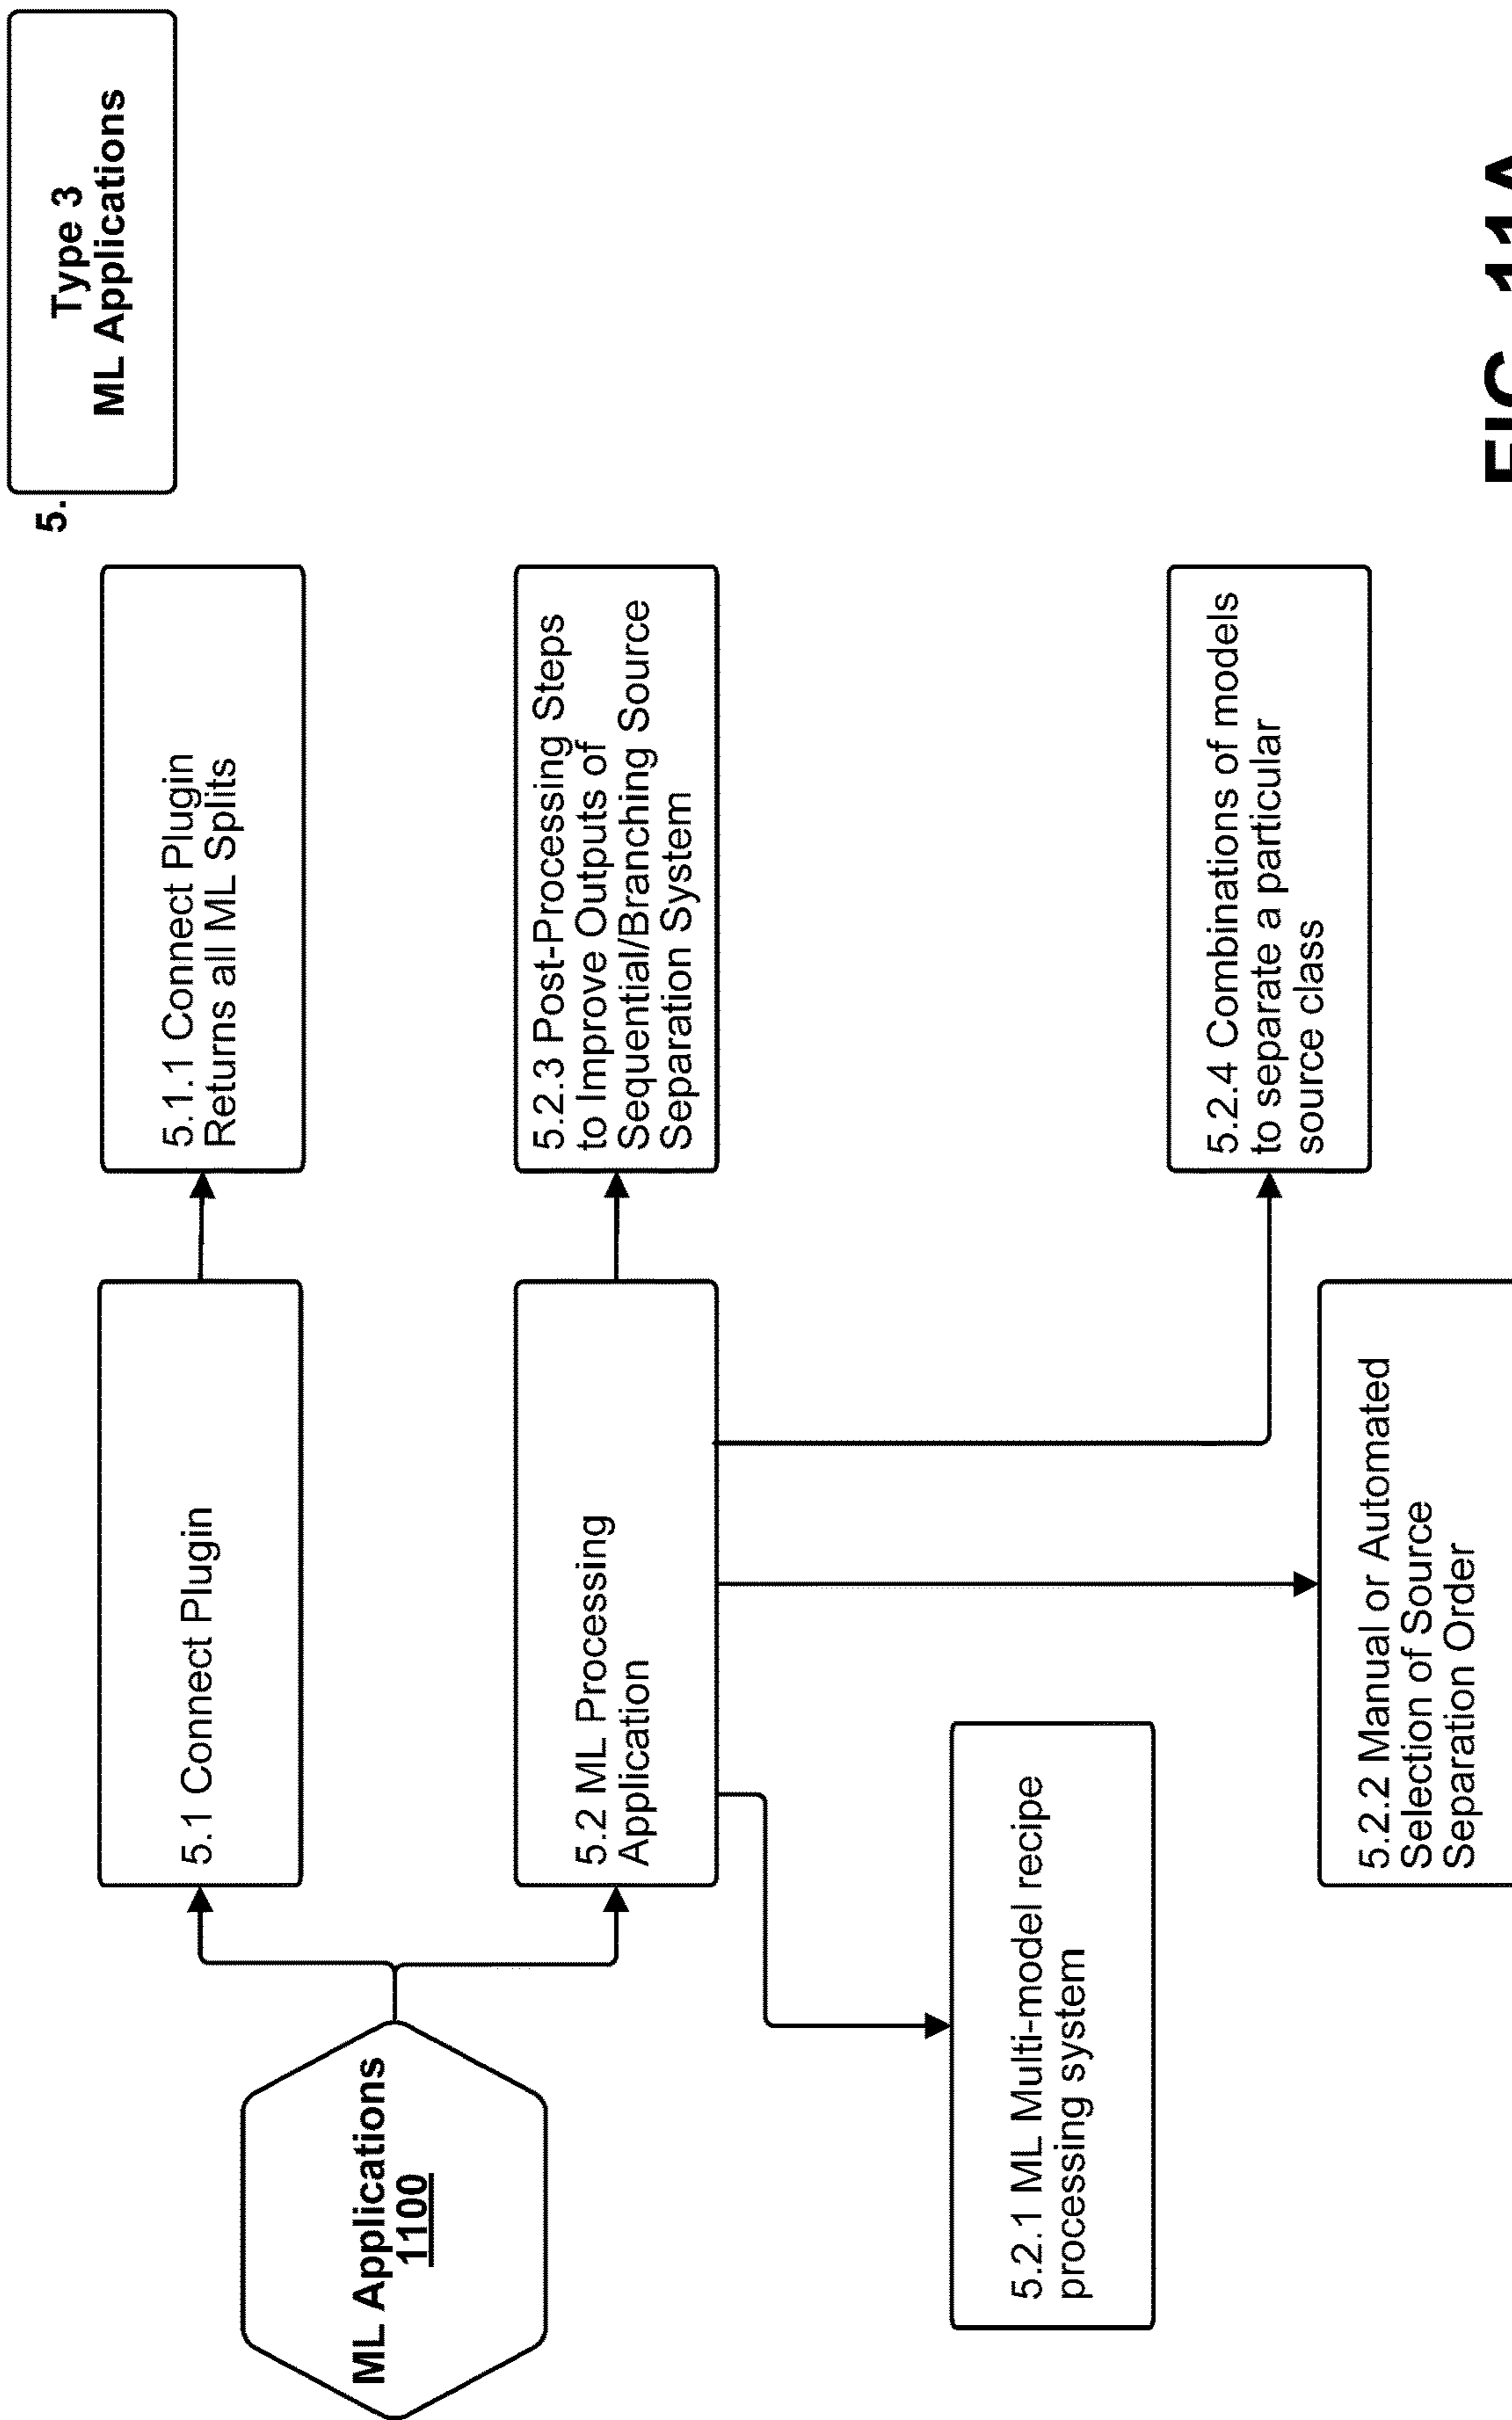 5.
Type 3
ML Applications
5.1 Connect Plugin
5.1.1 Connect Plugin
Returns all ML Splits
ML Applications
1100
5.2 ML Processing
Application
5.2.3 Post-Processing Steps
to Improve Outputs of
Sequential/Branching Source
Separation System
5.2.1 ML Multi-model recipe
processing system
5.2.4 Combinations of models
to separate a particular
source class
5.2.2 Manual or Automated
Selection of Source
Separation Order
FIG. 11A